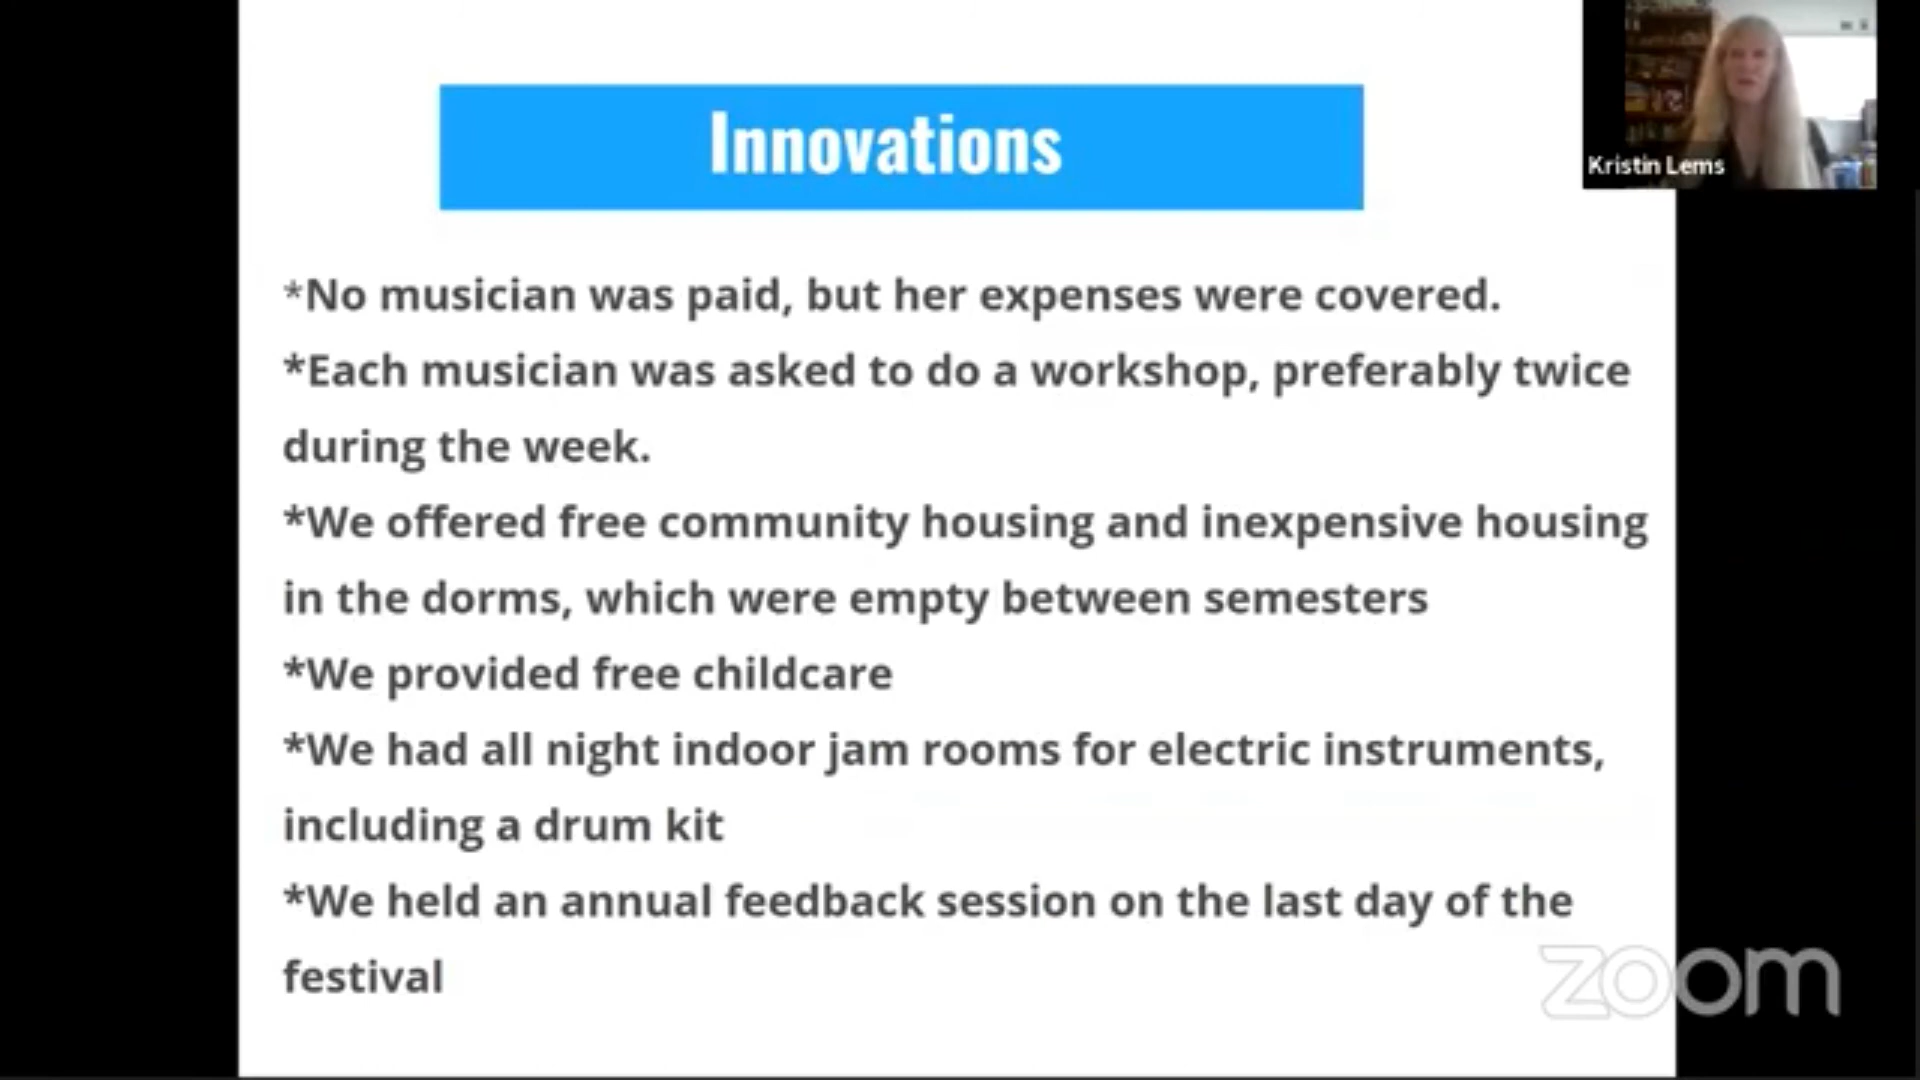 Innovations
Kristin Lems
*No musician was paid, but her expenses were covered.
*Each musician was asked to do a workshop, preferably twice
during the week.
*We offered free community housing and inexpensive housing
in the dorms, which were empty between semesters
*We provided free childcare
*We had all night indoor jam rooms for electric instruments,
including a drum kit
*We held an annual feedback session on the last day of the
festival
zoom